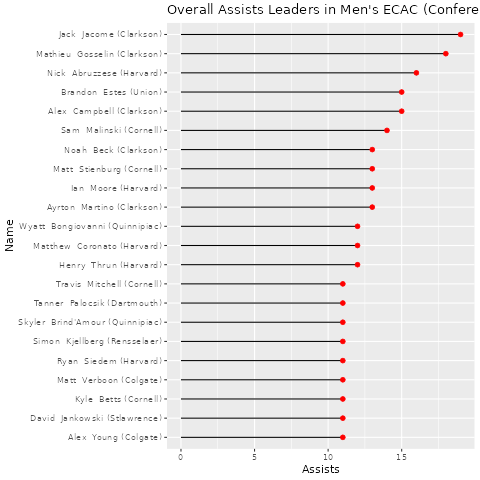 Overall Assists Leaders in Men's ECAC (Confere
Name
Jack Jacome (Clarkson)
Mathieu Gosselin (Clarkson)
Nick Abruzzese (Harvard)
Brandon Estes (Union)
Alex Campbell (Clarkson)
Sam Malinski (Cornell)
Noah Beck (Clarkson)
Matt Stienburg (Cornell)
Ian Moore (Harvard)
Ayrton Martino (Clarkson)
Wyatt Bongiovanni (Quinnipiac)
Matthew Coronato (Harvard)
Henry Thrun (Harvard)
Travis Mitchell (Cornell)
Tanner Palocsik (Dartmouth)
Skyler Brind'Amour (Quinnipiac)
Simon Kjellberg (Rensselaer)
Ryan Siedem (Harvard)
Matt Verboon (Colgate)
Kyle Betts (Cornell)
David Jankowski (Stlawrence)
Alex Young (Colgate)
0 5 10 15
Assists